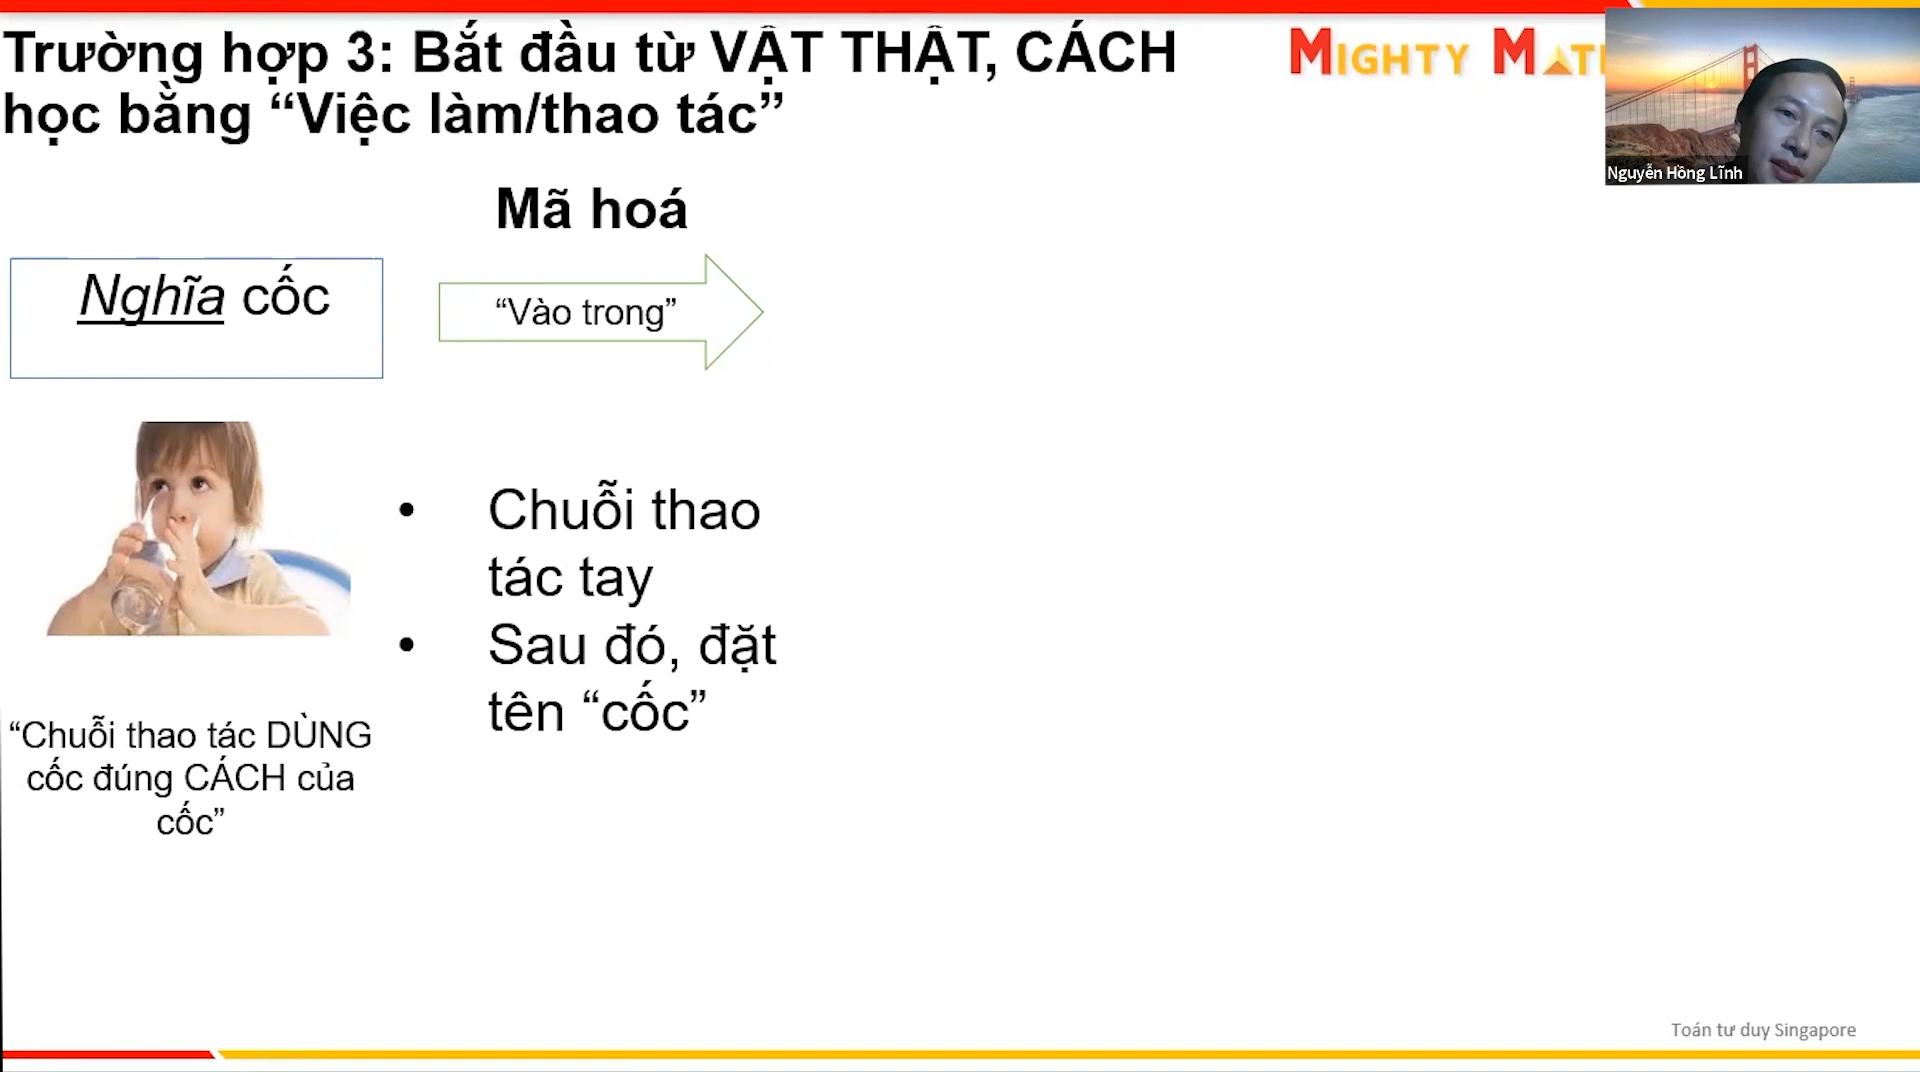 Trường hợp 3: Bắt đầu từ VẬT THẬT, CÁCH
học bằng “Việc làm/thao tác”
MIGHTY MAT
Nguyễn Hồng Lĩnh
Mã hoá
Nghĩa cốc
“Vào trong”
• Chuỗi thao
tác tay
• Sau đó, đặt
tên “cốc”
“Chuỗi thao tác DÙNG
cốc đúng CÁCH của
cốc”
Toán tư duy Singapore